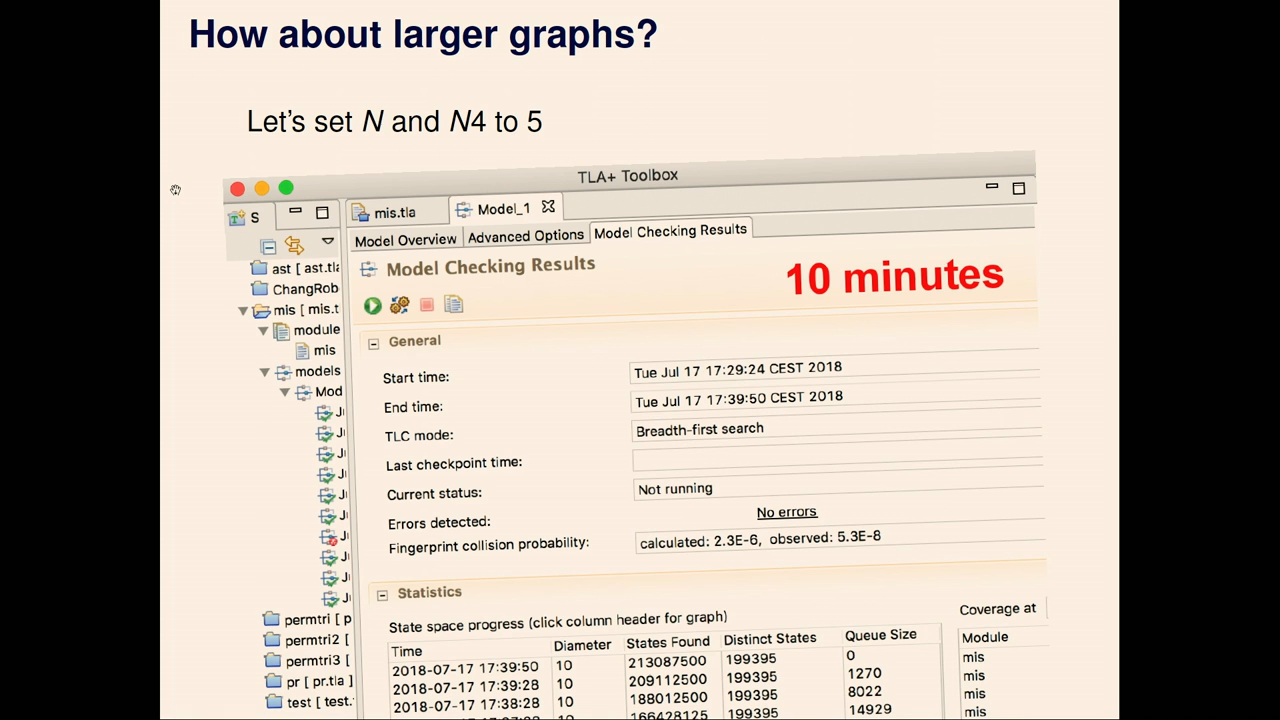 How about larger graphs?
Let's set N and N4 to 5
TLA+ Toolbox
S
mis.tla
Model_1
Model Overview
Advanced Options
Model Checking Results
ast [ ast.tla
ChangRob
mis [ mis.t
module
mis
models
Mod
permtri [ p
permtri2 [
permtri3 [
pr [ pr.tla ]
test [ test.
Model Checking Results
10 minutes
General
Start time: Tue Jul 17 17:29:24 CEST 2018
End time: Tue Jul 17 17:39:50 CEST 2018
TLC mode: Breadth-first search
Last checkpoint time:
Current status: Not running
Errors detected: No errors
Fingerprint collision probability: calculated: 2.3E-6, observed: 5.3E-8
Statistics
State space progress (click column header for graph)
Time Diameter States Found Distinct States Queue Size
2018-07-17 17:39:50 10 213087500 199395 0
2018-07-17 17:39:28 10 209112500 199395 1270
2018-07-17 17:38:28 10 188012500 199395 8022
166428125 199395 14929
Coverage at
Module
mis
mis
mis
mis